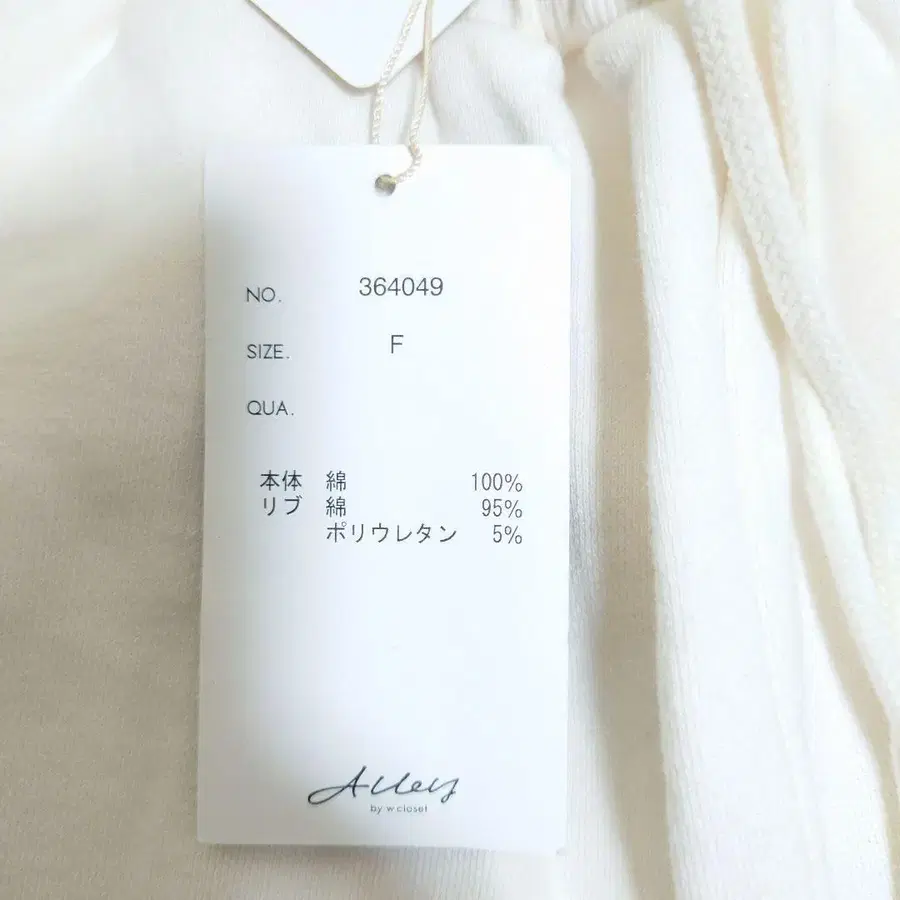 NO. 364049
SIZE. F
QUA.
本体 綿 100%
リブ 綿 95%
ポリウレタン 5%
Alley
by w closet